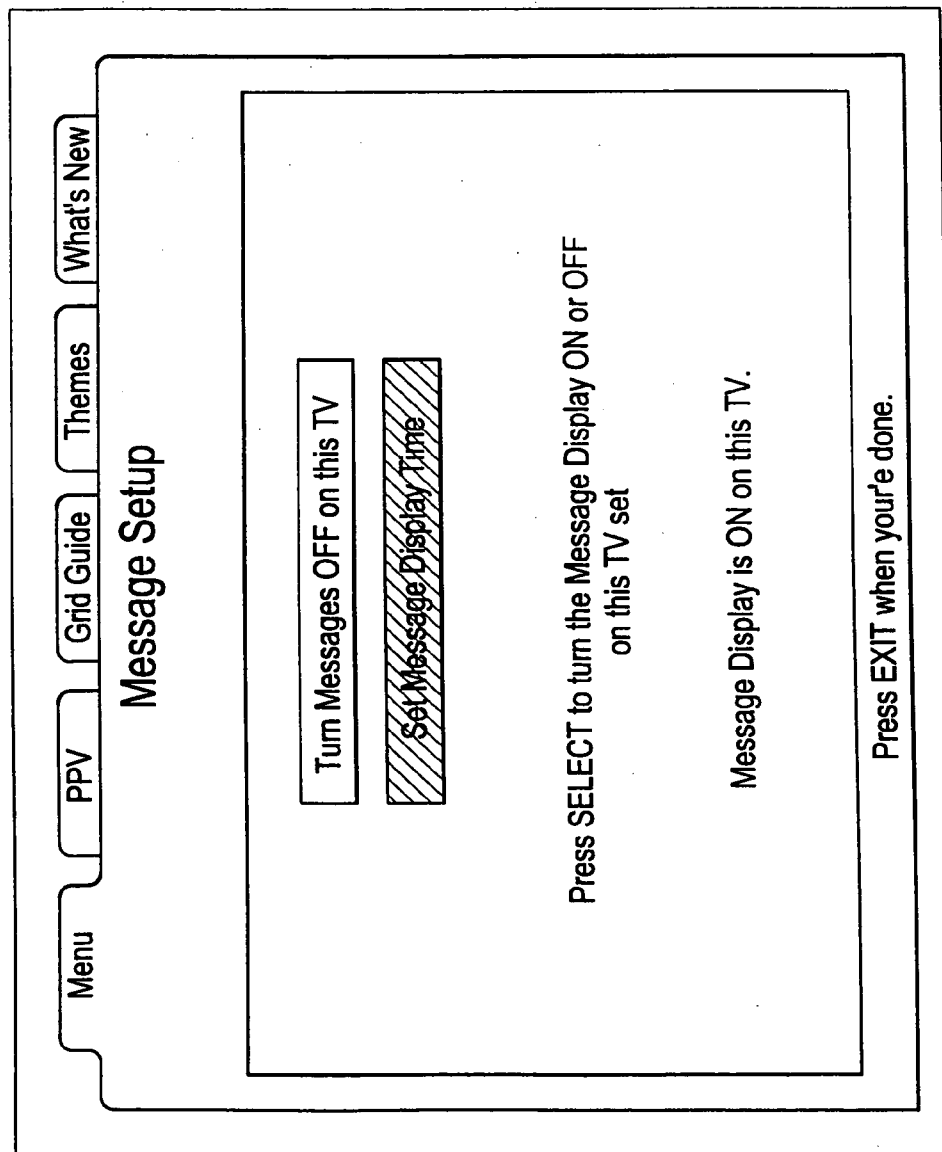 Menu
PPV
Grid Guide
Themes
What's New
Message Setup
Turn Messages OFF on this TV
Set Message Display Time
Press SELECT to turn the Message Display ON or OFF
on this TV set
Message Display is ON on this TV.
Press EXIT when your'e done.